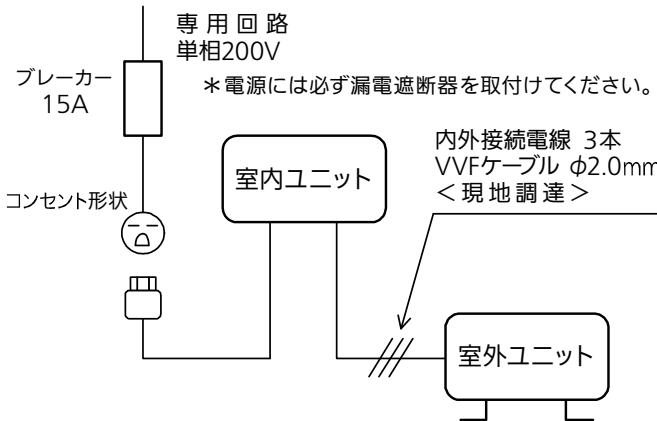 専用回路
単相200V
＊電源には必ず漏電遮断器を取付けてください。
ブレーカー
15A
内外接続電線 3本
VVFケーブル φ2.0mm
＜現地調達＞
室内ユニット
コンセント形状
室外ユニット